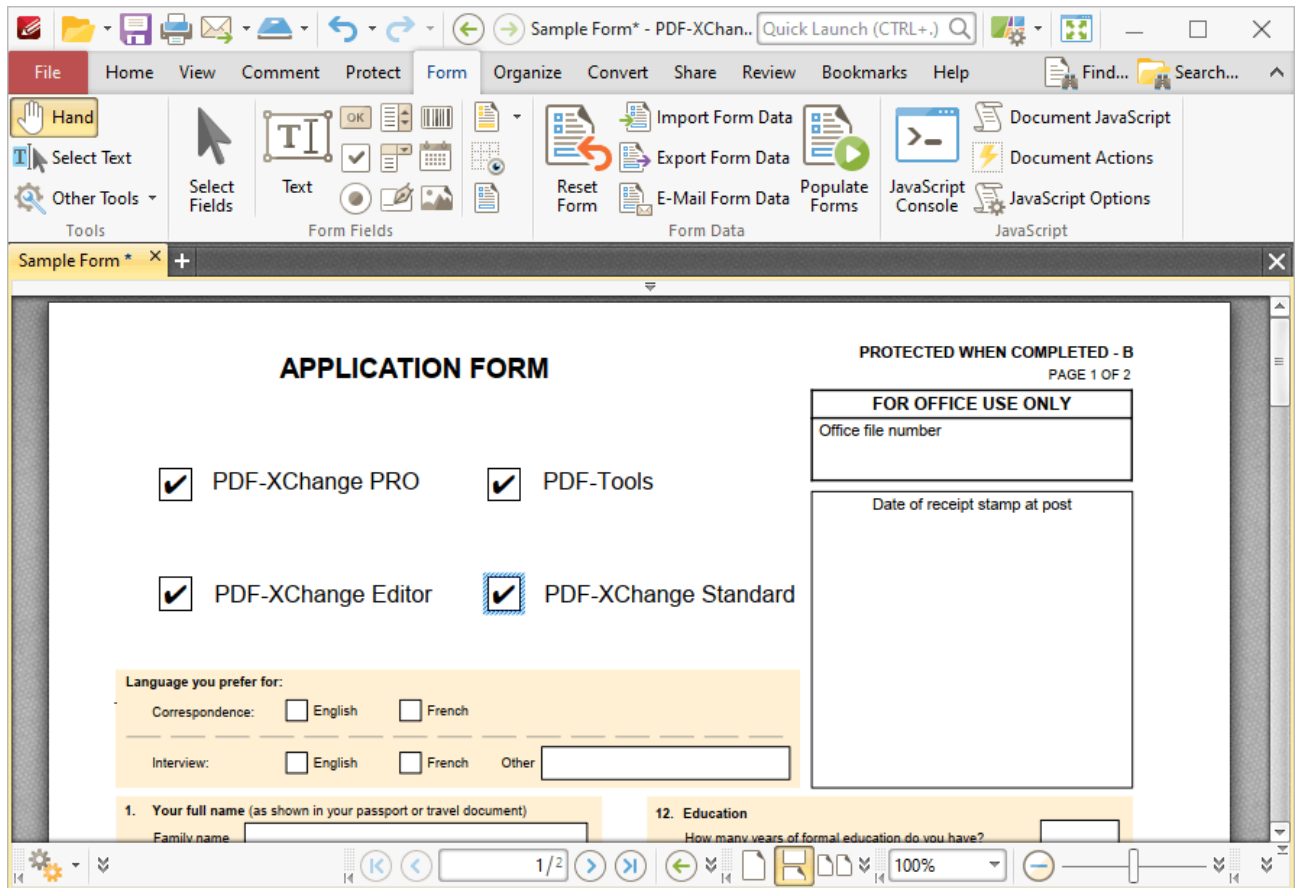 Sample Form* - PDF-XChan.. Quick Launch (CTRL+.)
File Home View Comment Protect Form Organize Convert Share Review Bookmarks Help Find... Search...
Hand
Select Text
Other Tools
Tools
Select Fields
Text
OK
Form Fields
Reset Form
Import Form Data
Export Form Data
E-Mail Form Data
Populate Forms
Form Data
JavaScript Console
Document JavaScript
Document Actions
JavaScript Options
JavaScript
Sample Form *
APPLICATION FORM
PROTECTED WHEN COMPLETED - B
PAGE 1 OF 2
FOR OFFICE USE ONLY
Office file number
Date of receipt stamp at post
PDF-XChange PRO
PDF-Tools
PDF-XChange Editor
PDF-XChange Standard
Language you prefer for:
Correspondence: English French
Interview: English French Other
1. Your full name (as shown in your passport or travel document)
Family name
12. Education
How many years of formal education do you have?
1/2
100%